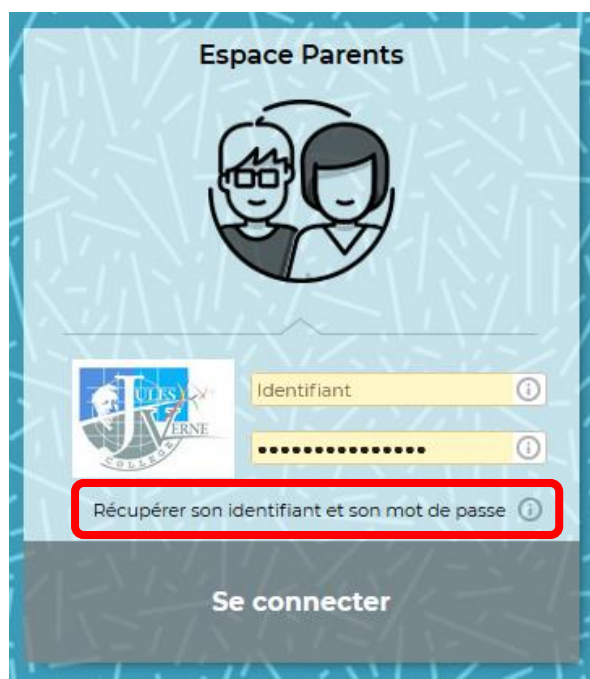 Espace Parents
JULES
VERNE
COLLEGE
Identifiant
•••••••••••••••
Récupérer son identifiant et son mot de passe
Se connecter